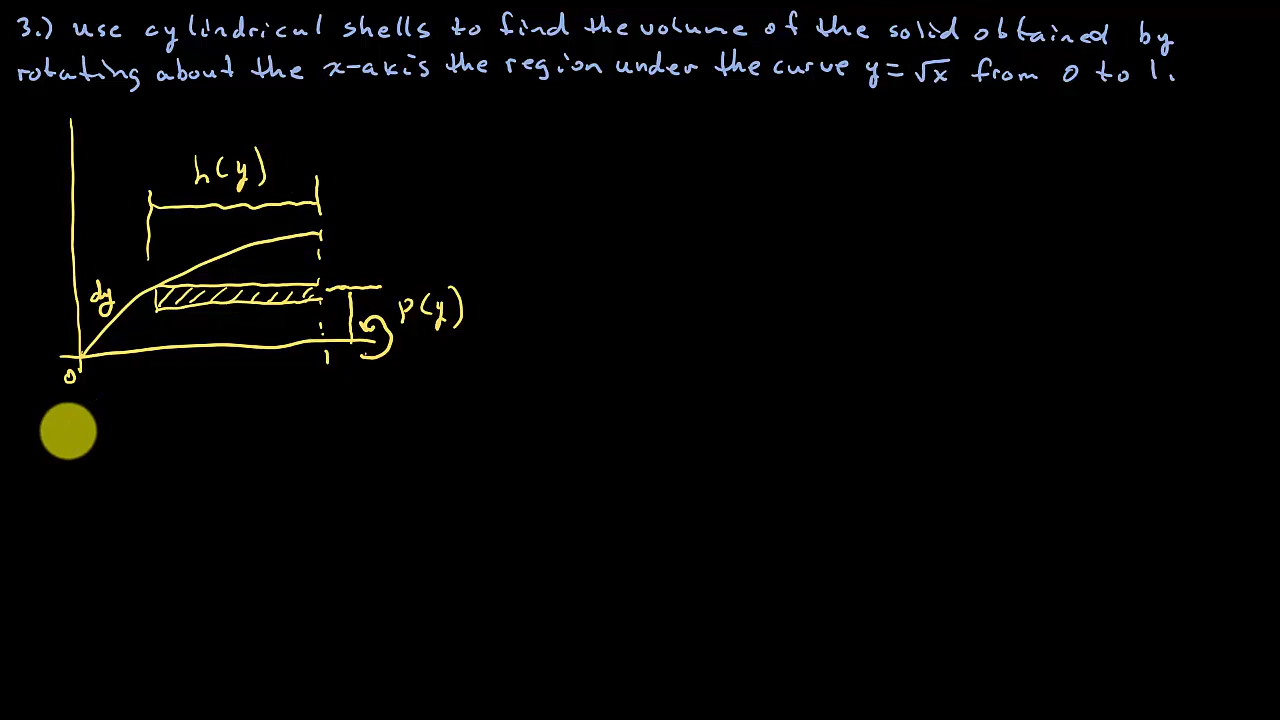 3.) use cylindrical shells to find the volume of the solid obtained by
rotating about the x-axis the region under the curve y = √x from 0 to 1.
h(y)
dy
p(y)
1
0